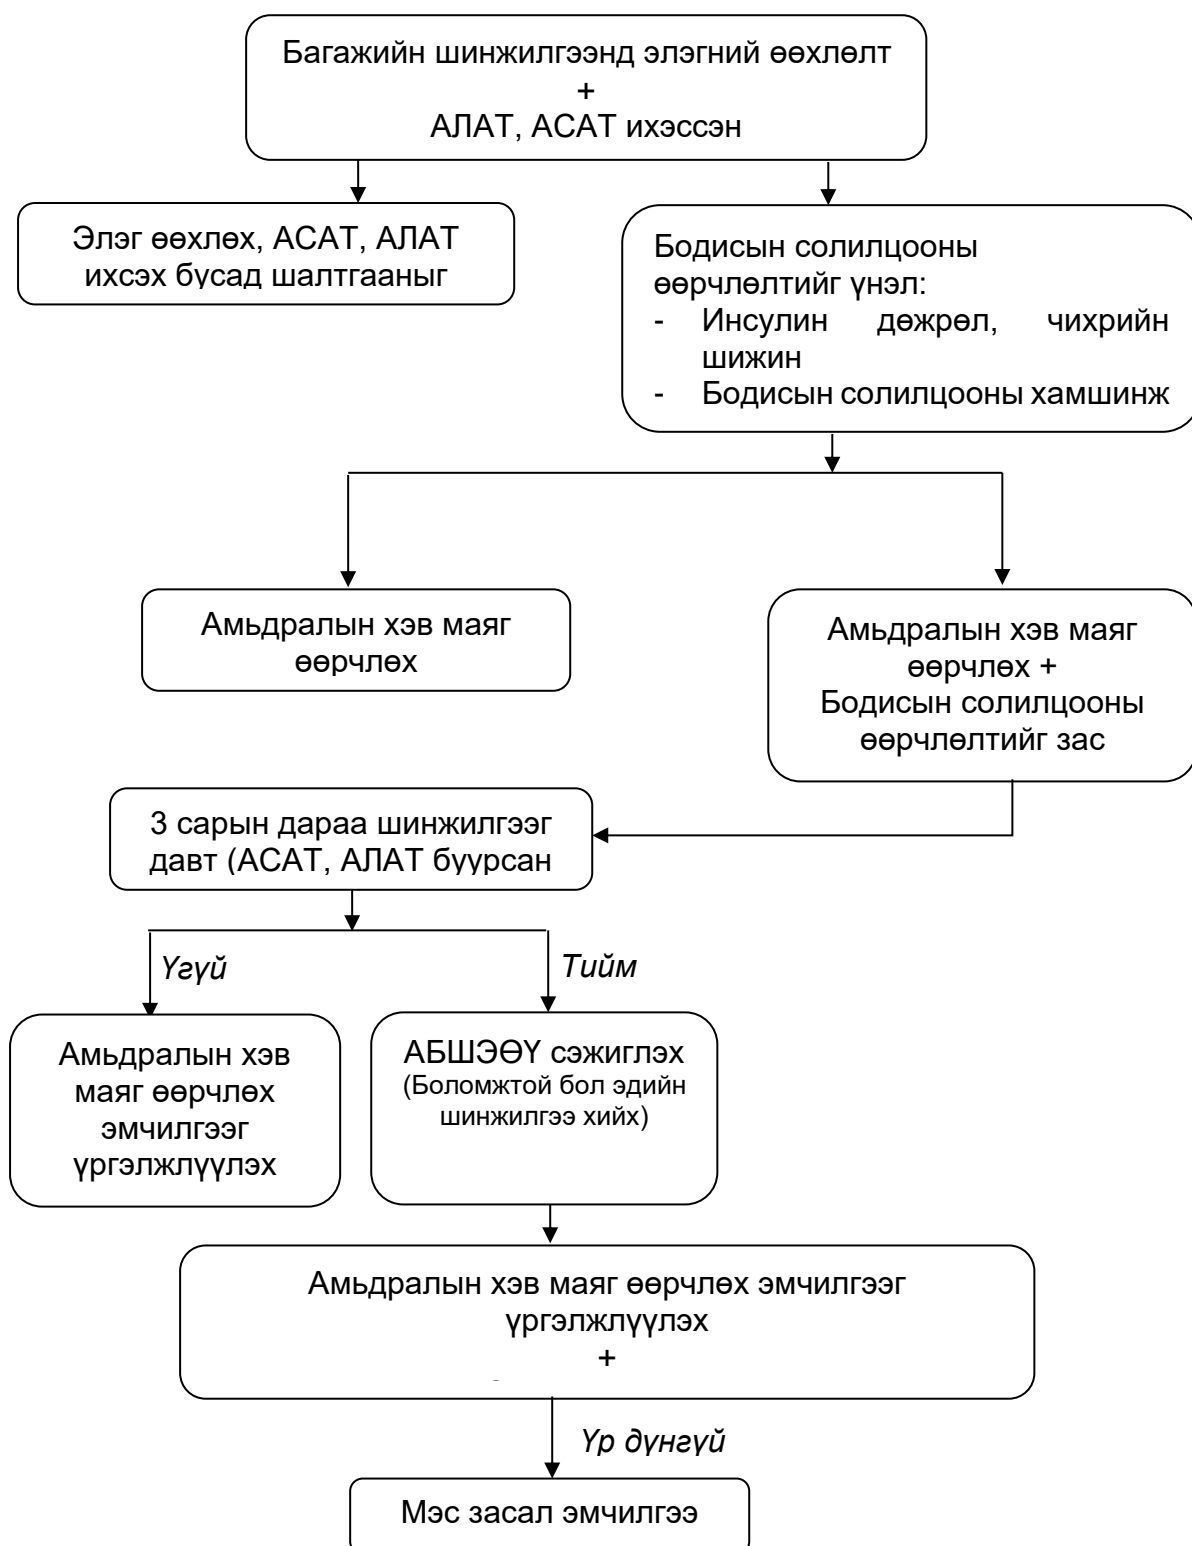 Багажийн шинжилгээнд элэгний өөхлөлт
+
АЛАТ, АСАТ ихэссэн
Элэг өөхлөх, АСАТ, АЛАТ
ихсэх бусад шалтгааныг
Бодисын солилцооны
өөрчлөлтийг үнэл:
- Инсулин дөжрөл, чихрийн
шижин
- Бодисын солилцооны хамшинж
Амьдралын хэв маяг
өөрчлөх
Амьдралын хэв маяг
өөрчлөх +
Бодисын солилцооны
өөрчлөлтийг зас
3 сарын дараа шинжилгээг
давт (АСАТ, АЛАТ буурсан
Үгүй
Тийм
Амьдралын хэв
маяг өөрчлөх
эмчилгээг
үргэлжлүүлэх
АБШЭӨҮ сэжиглэх
(Боломжтой бол эдийн
шинжилгээ хийх)
Амьдралын хэв маяг өөрчлөх эмчилгээг
үргэлжлүүлэх
+
Үр дүнгүй
Мэс засал эмчилгээ